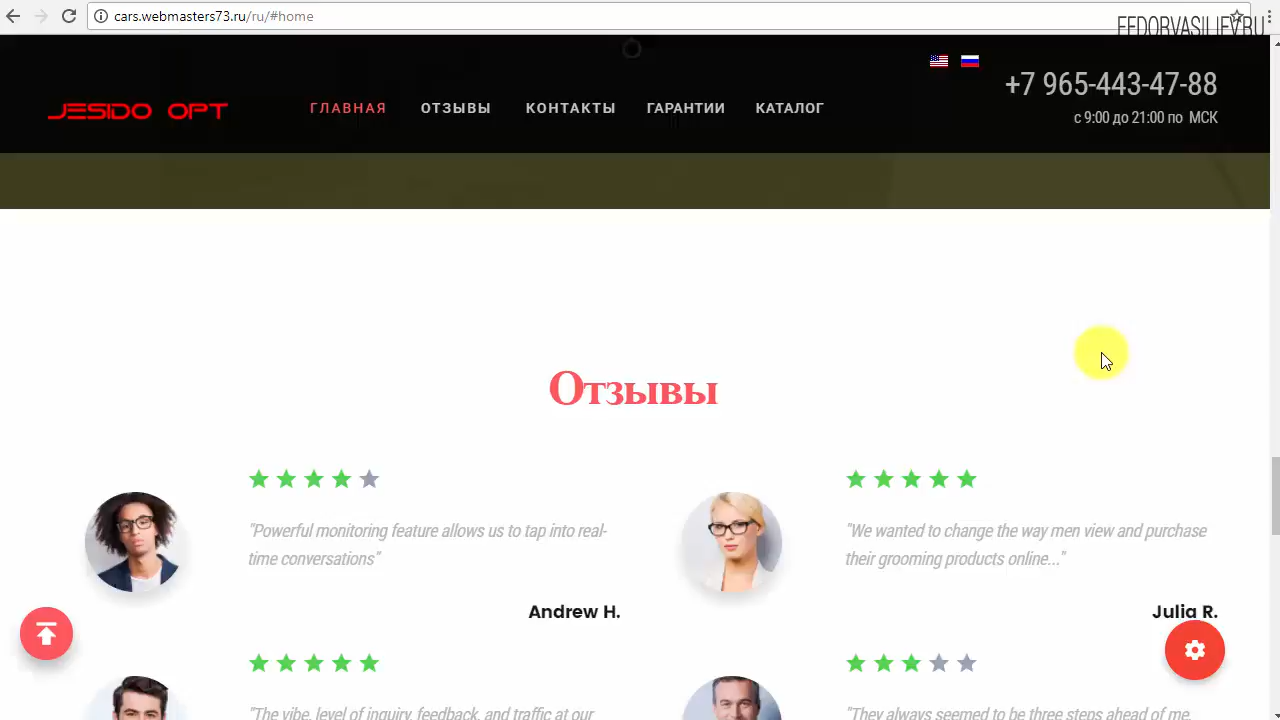 cars.webmasters73.ru/ru/#home
FEDORVASILIEV.RU
+7 965-443-47-88
JESIDO OPT
ГЛАВНАЯ ОТЗЫВЫ КОНТАКТЫ ГАРАНТИИ КАТАЛОГ
с 9:00 до 21:00 по МСК
Отзывы
"Powerful monitoring feature allows us to tap into real-
time conversations"
Andrew H.
"We wanted to change the way men view and purchase
their grooming products online..."
Julia R.
"The vibe, level of inquiry, feedback, and traffic at our
"They always seemed to be three steps ahead of me.